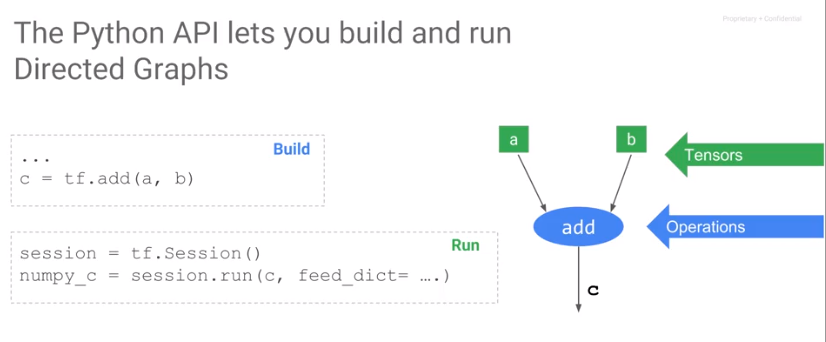 Proprietary + Confidential
The Python API lets you build and run
Directed Graphs
Build
...
c = tf.add(a, b)
Run
session = tf.Session()
numpy_c = session.run(c, feed_dict= ….)
a
b
Tensors
add
Operations
c